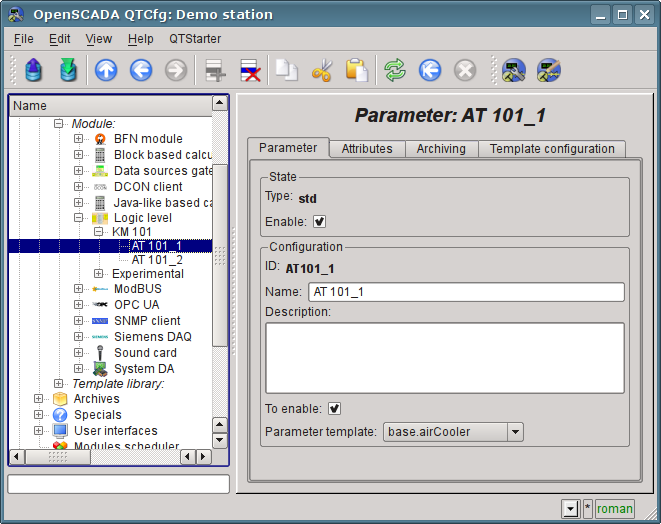 OpenSCADA QTCfg: Demo station
File Edit View Help QTStarter
Name
Module:
BFN module
Block based calcu
Data sources gate
DCON client
Java-like based ca
Logic level
KM 101
AT 101_1
AT 101_2
Experimental
ModBUS
OPC UA
SNMP client
Siemens DAQ
Sound card
System DA
Template library:
Archives
Specials
User interfaces
Modules scheduler
Parameter: AT 101_1
Parameter Attributes Archiving Template configuration
State
Type: std
Enable:
Configuration
ID: AT101_1
Name: AT 101_1
Description:
To enable:
Parameter template: base.airCooler
* roman